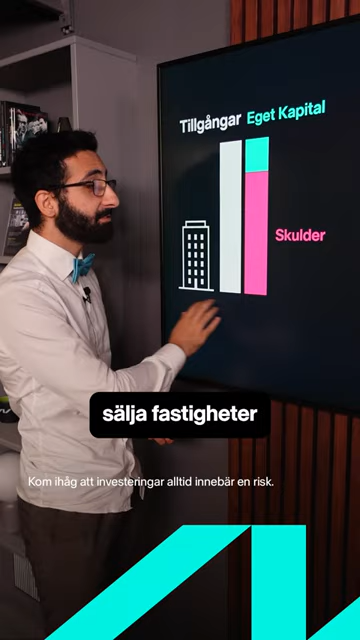 Tillgångar Eget Kapital
Skulder
sälja fastigheter
Kom ihåg att investeringar alltid innebär en risk.